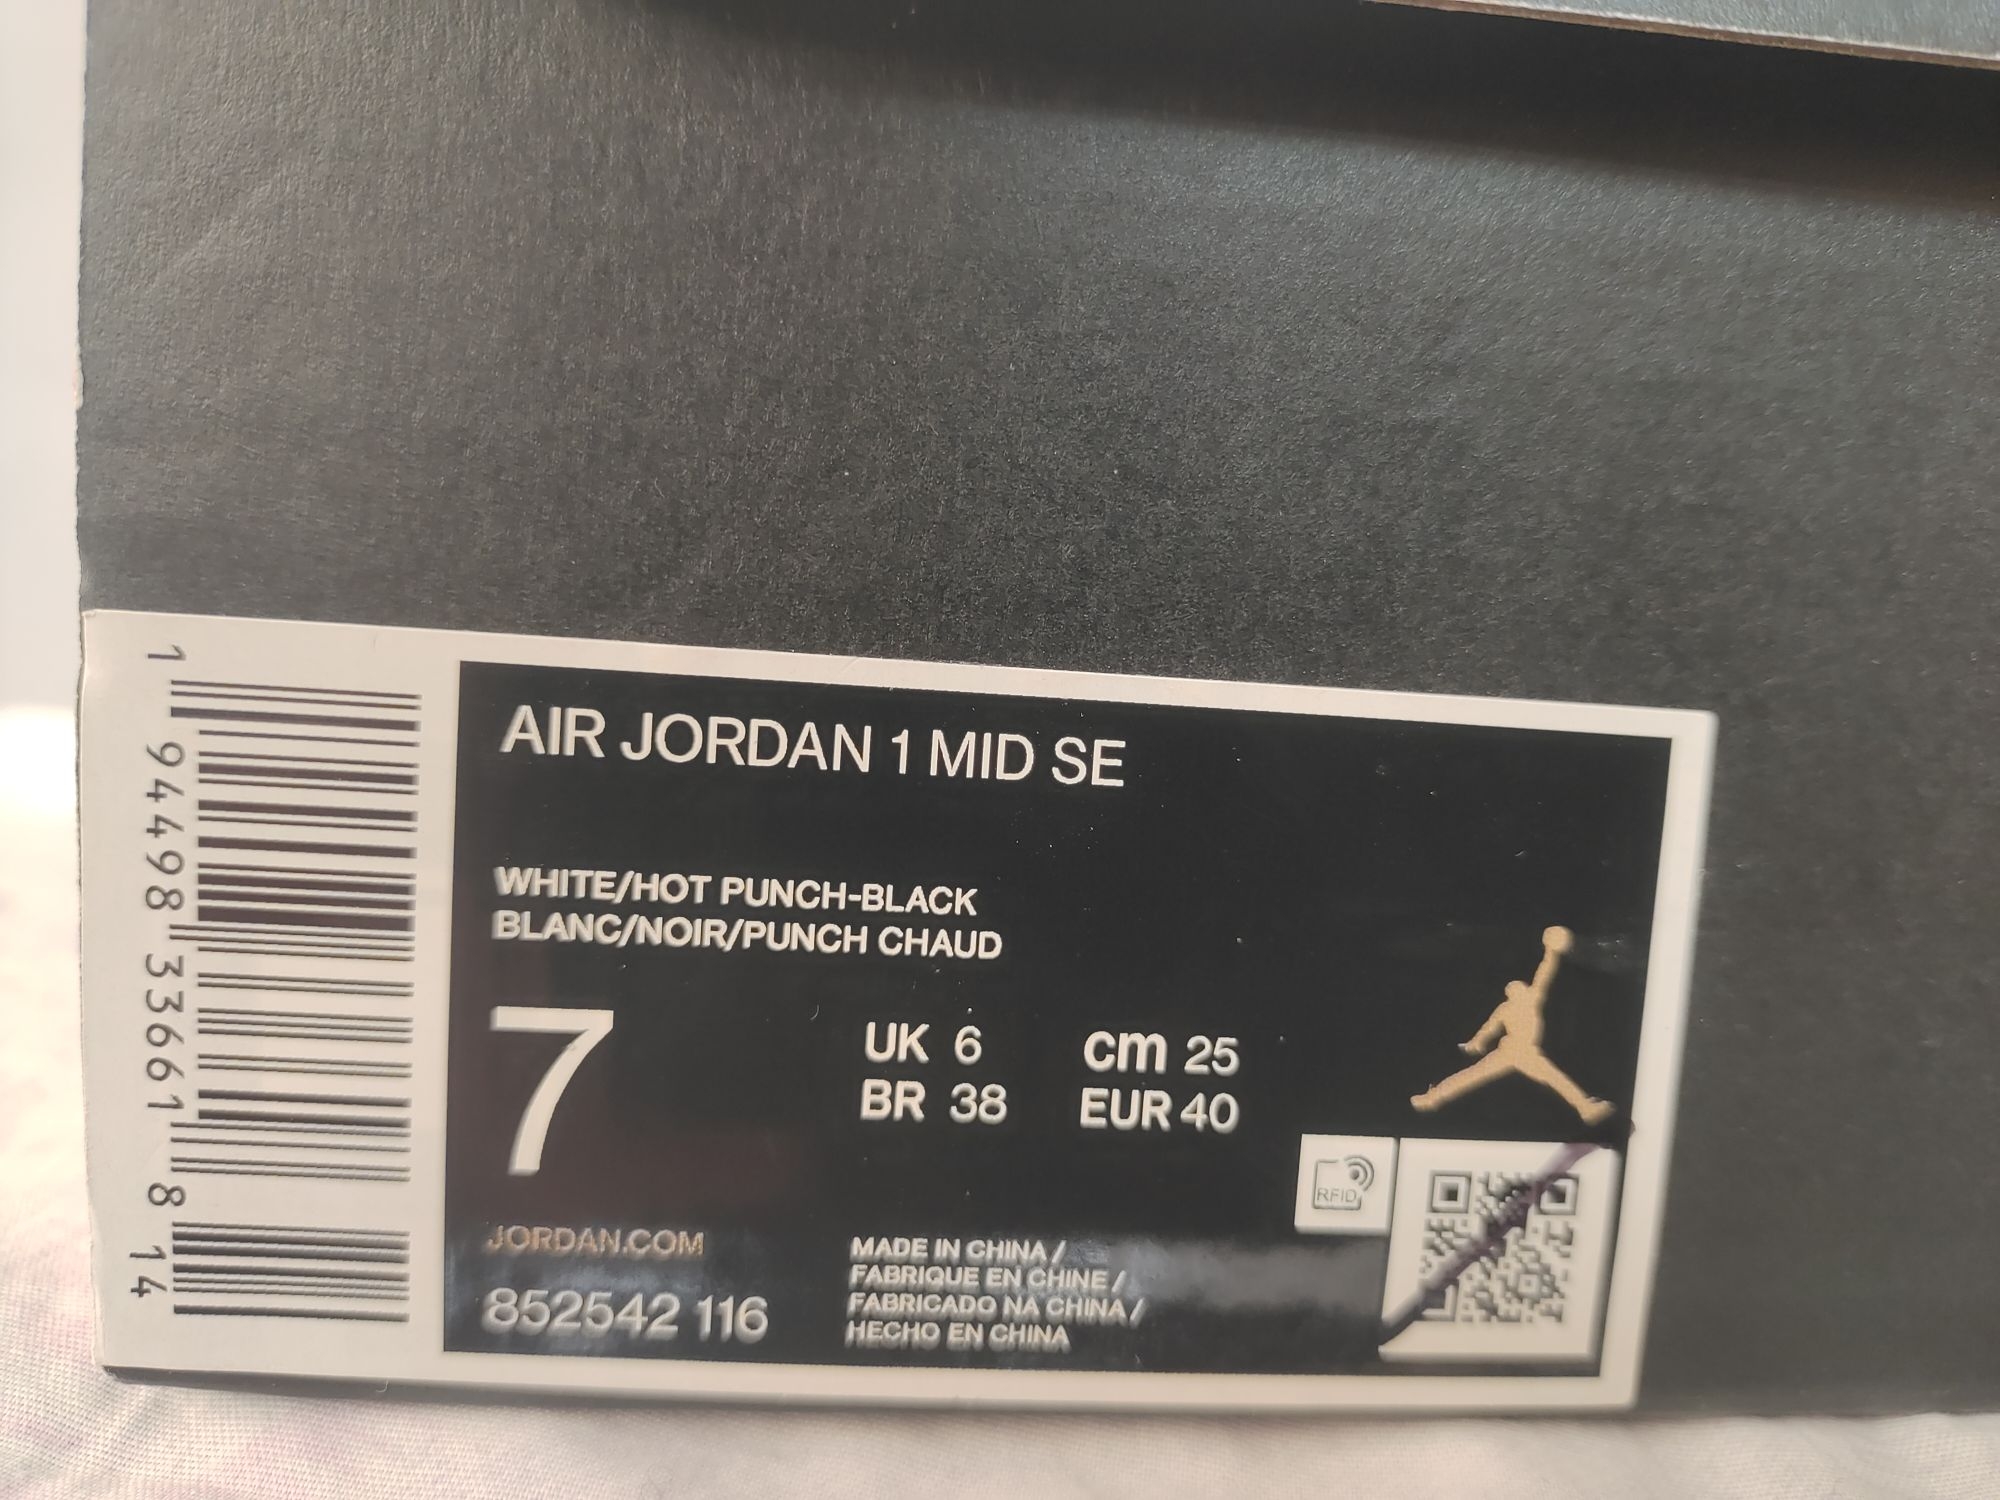 1 94498 33661 8 14
AIR JORDAN 1 MID SE
WHITE/HOT PUNCH-BLACK
BLANC/NOIR/PUNCH CHAUD
7
UK 6 cm 25
BR 38 EUR 40
RFID
JORDAN.COM
852542 116
MADE IN CHINA /
FABRIQUE EN CHINE /
FABRICADO NA CHINA /
HECHO EN CHINA